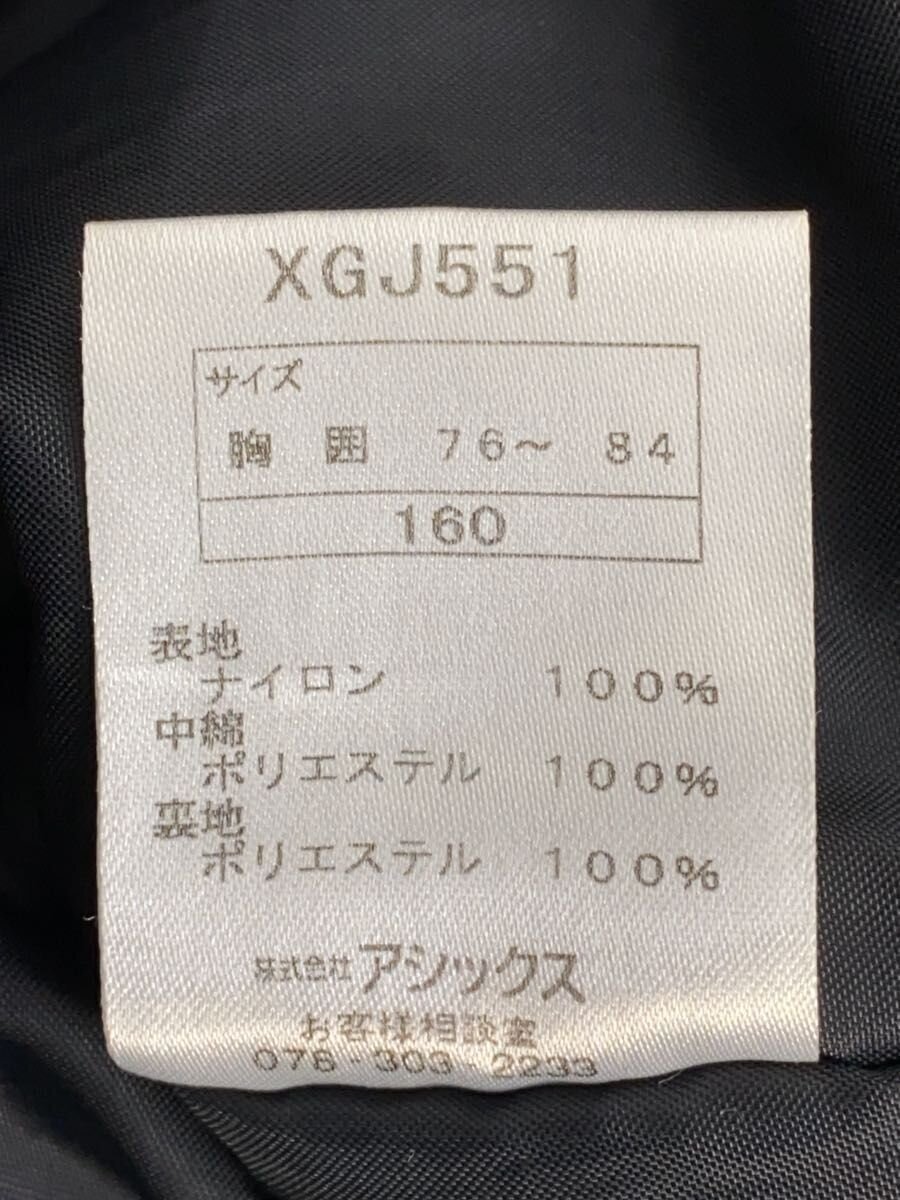 XGJ551
サイズ
胸 囲 76～ 84
160
表地
ナイロン 100%
中綿
ポリエステル 100%
裏地
ポリエステル 100%
株式会社 アシックス
お客様相談室
078-303-2233